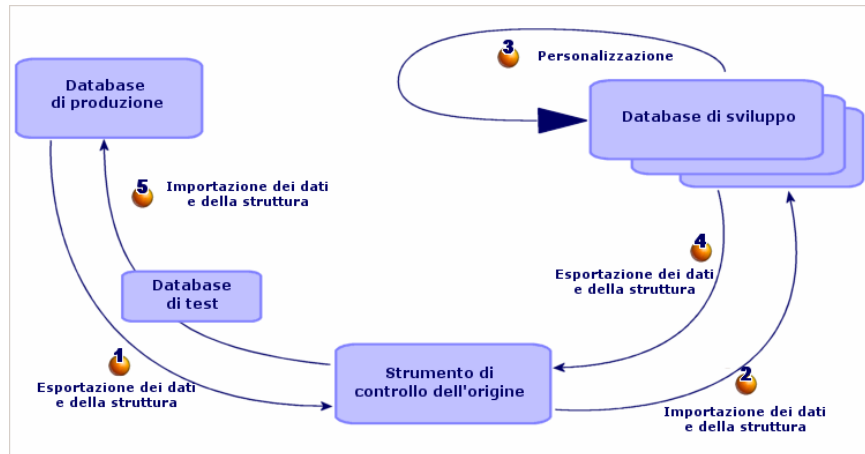 Database
di produzione
3 Personalizzazione
Database di sviluppo
5 Importazione dei dati
e della struttura
4
Esportazione dei dati
e della struttura
Database
di test
1
Esportazione dei dati
e della struttura
Strumento di
controllo dell'origine
2
Importazione dei dati
e della struttura